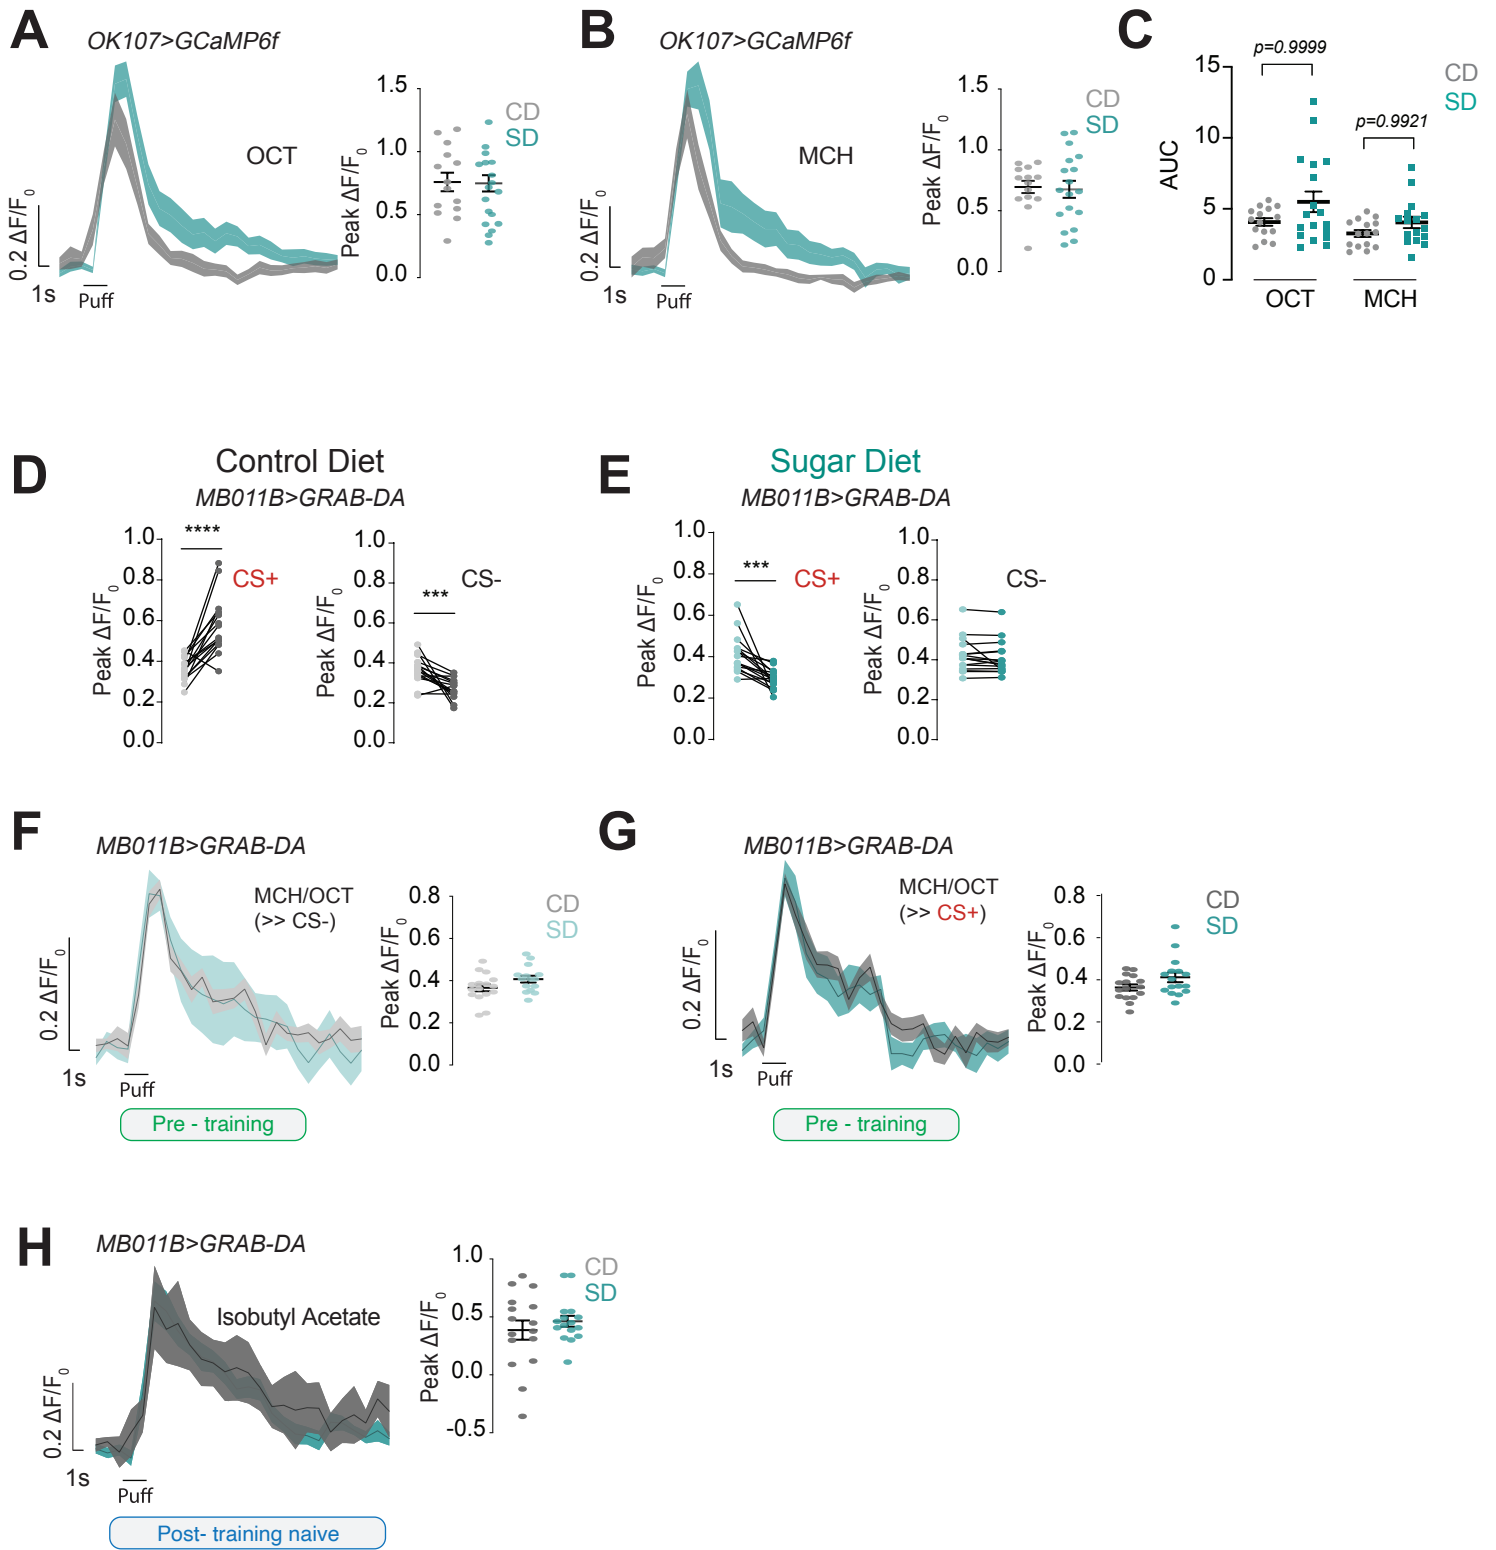 A
OK107>GCaMP6f
OCT
0.2 ΔF/F0
1s
Puff
Peak ΔF/F0
1.5
1.0
0.5
0.0
CD
SD
B
OK107>GCaMP6f
MCH
0.2 ΔF/F0
1s
Puff
Peak ΔF/F0
1.5
1.0
0.5
0.0
CD
SD
C
p=0.9999
p=0.9921
CD
SD
AUC
15
10
5
0
OCT
MCH
D
Control Diet
MB011B>GRAB-DA
Peak ΔF/F0
1.0
0.8
0.6
0.4
0.2
0.0
****
CS+
Peak ΔF/F0
1.0
0.8
0.6
0.4
0.2
0.0
***
CS-
E
Sugar Diet
MB011B>GRAB-DA
Peak ΔF/F0
1.0
0.8
0.6
0.4
0.2
0.0
***
CS+
Peak ΔF/F0
1.0
0.8
0.6
0.4
0.2
0.0
CS-
F
MB011B>GRAB-DA
MCH/OCT
(>> CS-)
0.2 ΔF/F0
1s
Puff
Pre - training
Peak ΔF/F0
0.8
0.6
0.4
0.2
0.0
CD
SD
G
MB011B>GRAB-DA
MCH/OCT
(>> CS+)
0.2 ΔF/F0
1s
Puff
Pre - training
Peak ΔF/F0
0.8
0.6
0.4
0.2
0.0
CD
SD
H
MB011B>GRAB-DA
Isobutyl Acetate
0.2 ΔF/F0
1s
Puff
Post- training naive
Peak ΔF/F0
1.0
0.5
0.0
-0.5
CD
SD